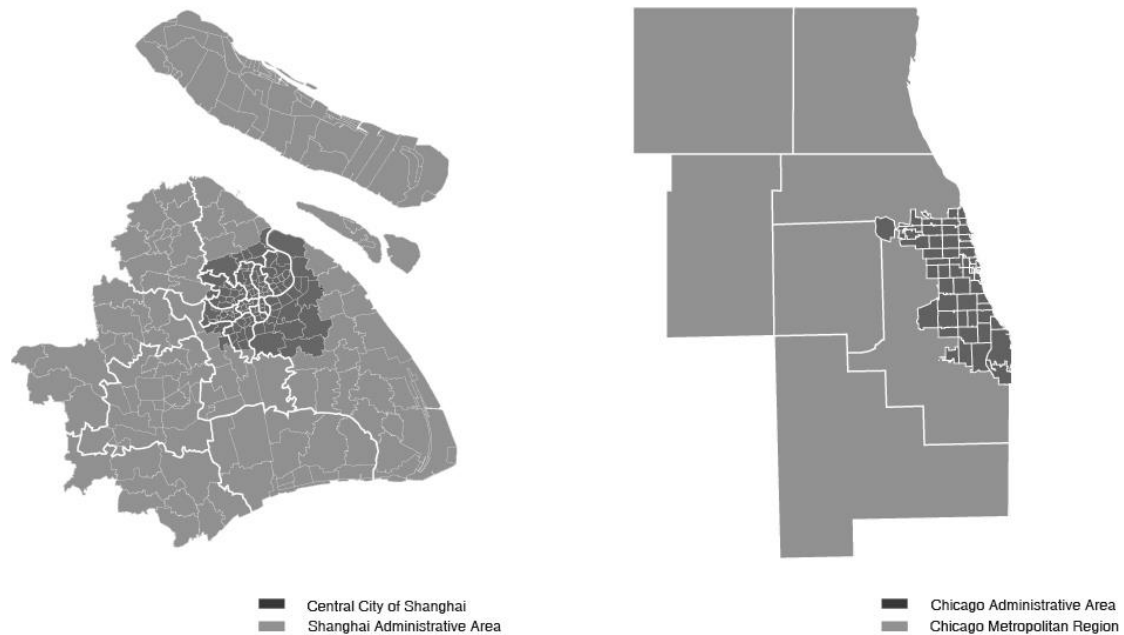 Central City of Shanghai
Shanghai Administrative Area
Chicago Administrative Area
Chicago Metropolitan Region